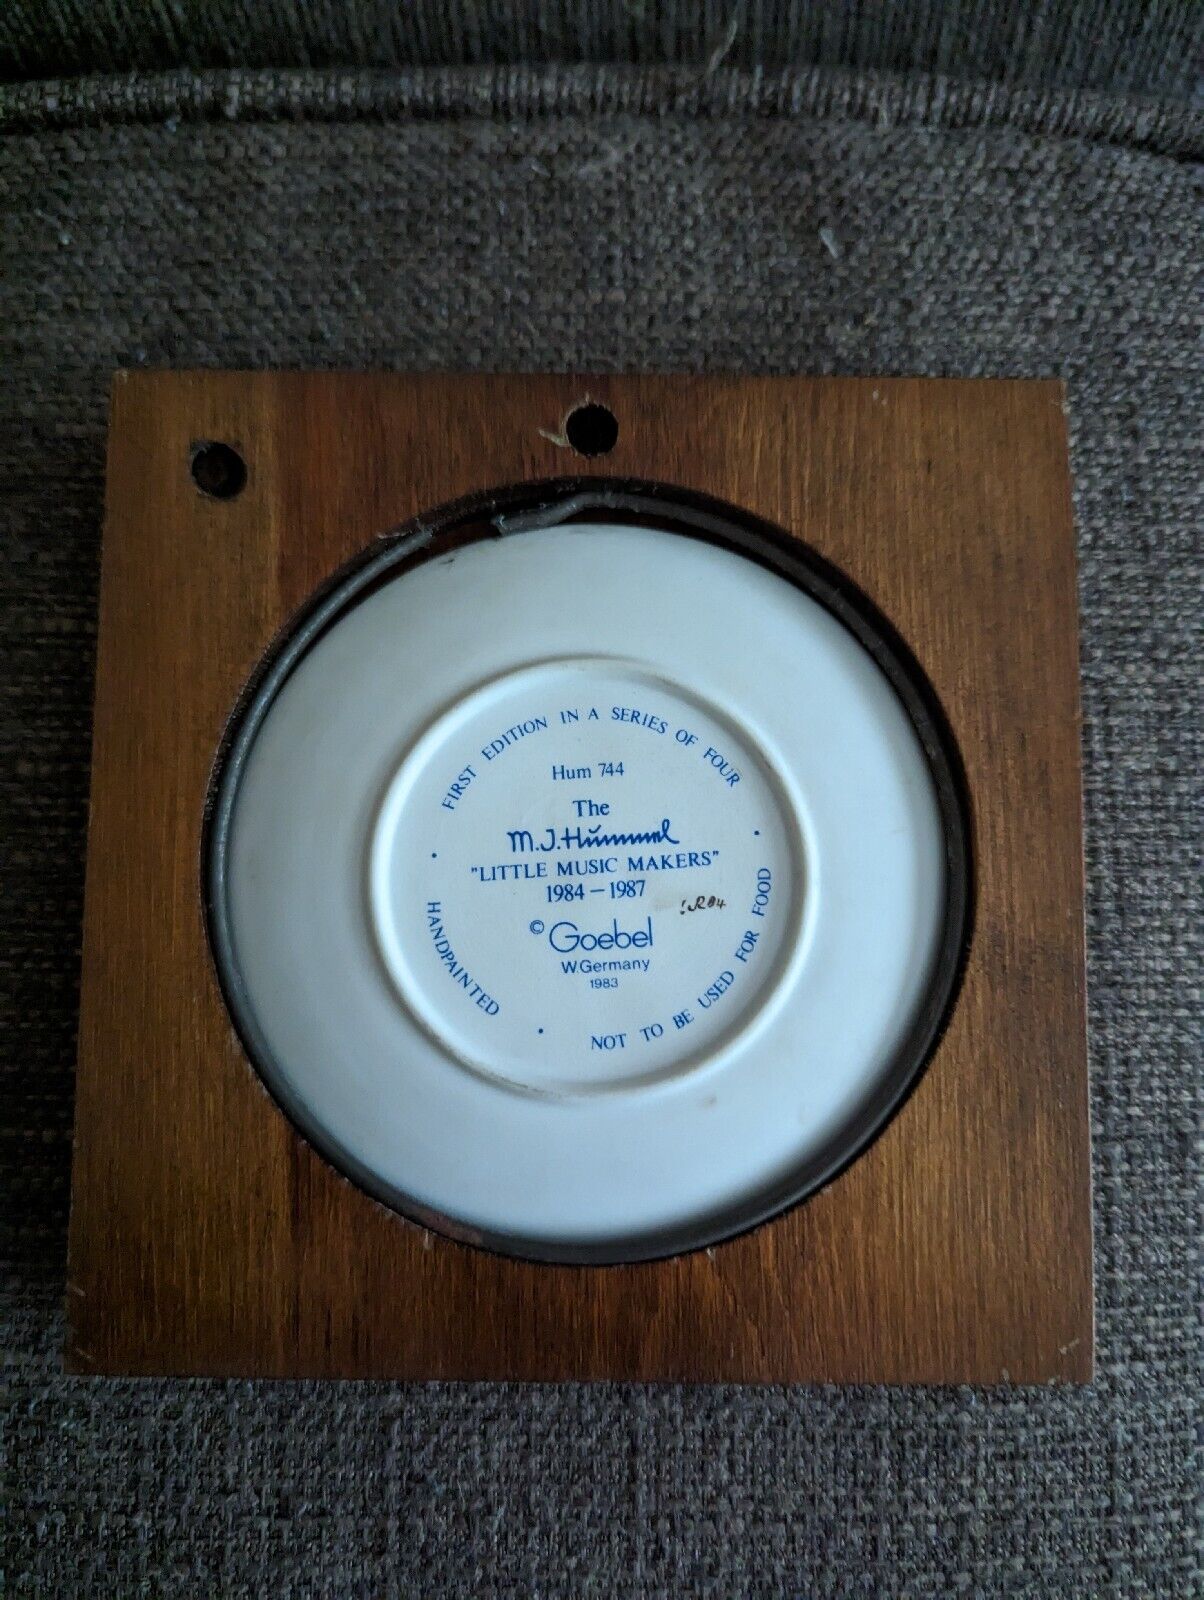 FIRST EDITION IN A SERIES OF FOUR
Hum 744
The
M.J.Hummel
"LITTLE MUSIC MAKERS"
1984 – 1987
© Goebel
W.Germany
1983
HANDPAINTED
NOT TO BE USED FOR FOOD